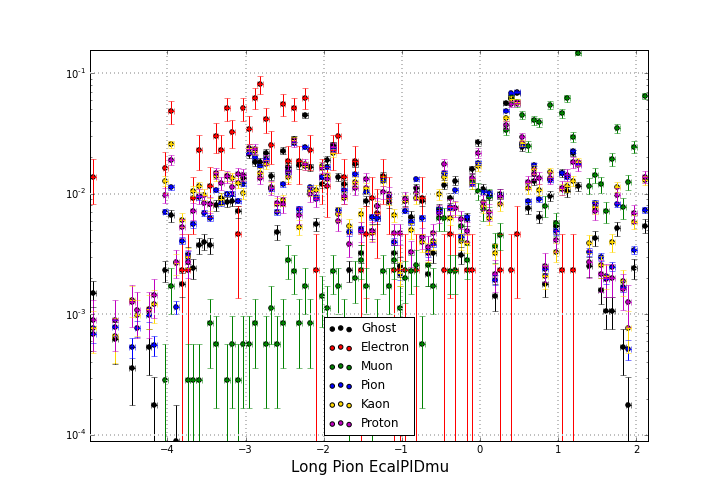 10⁻¹
10⁻²
10⁻³
10⁻⁴
−4 −3 −2 −1 0 1 2
Ghost
Electron
Muon
Pion
Kaon
Proton
Long Pion EcalPIDmu